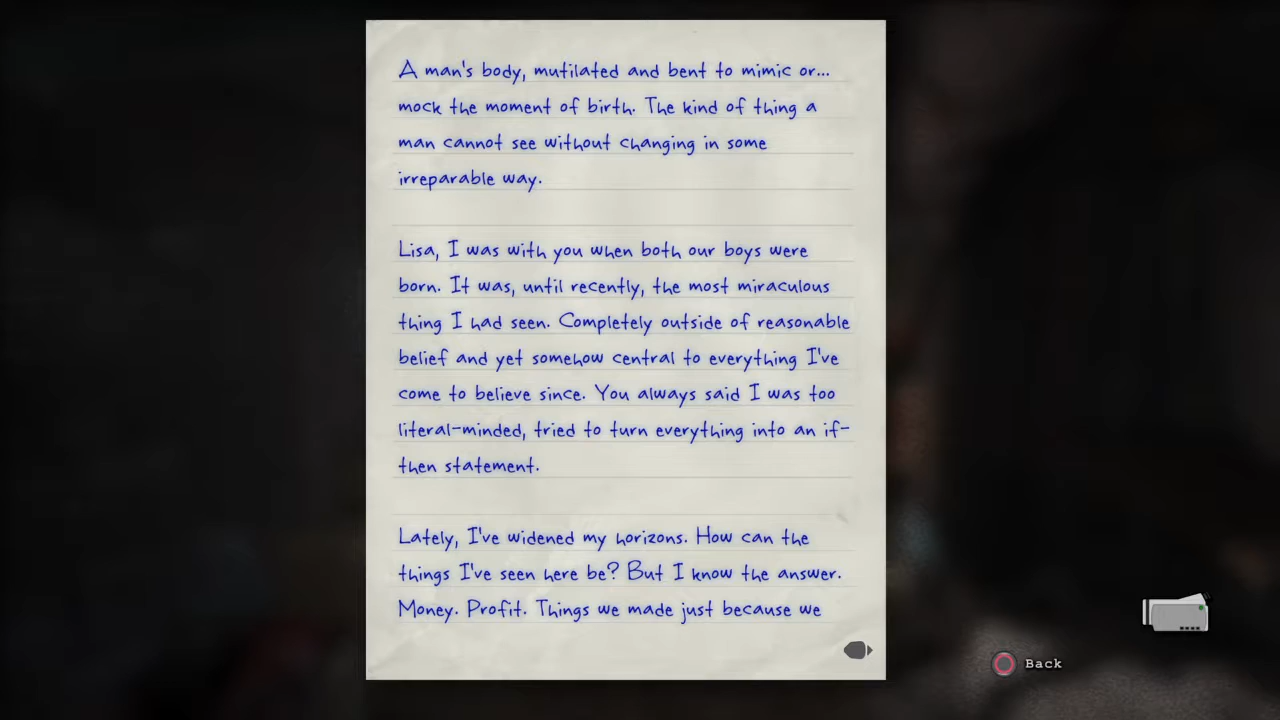 A man's body, mutilated and bent to mimic or...
mock the moment of birth. The kind of thing a
man cannot see without changing in some
irreparable way.
Lisa, I was with you when both our boys were
born. It was, until recently, the most miraculous
thing I had seen. Completely outside of reasonable
belief and yet somehow central to everything I've
come to believe since. You always said I was too
literal-minded, tried to turn everything into an if-
then statement.
Lately, I've widened my horizons. How can the
things I've seen here be? But I know the answer.
Money. Profit. Things we made just because we
Back